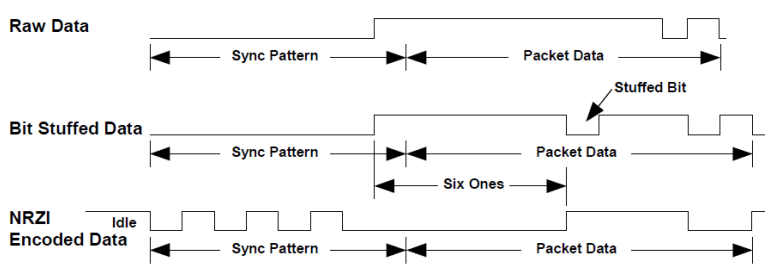 Raw Data
Sync Pattern
Packet Data
Stuffed Bit
Bit Stuffed Data
Sync Pattern
Packet Data
Six Ones
NRZI
Idle
Encoded Data
Sync Pattern
Packet Data